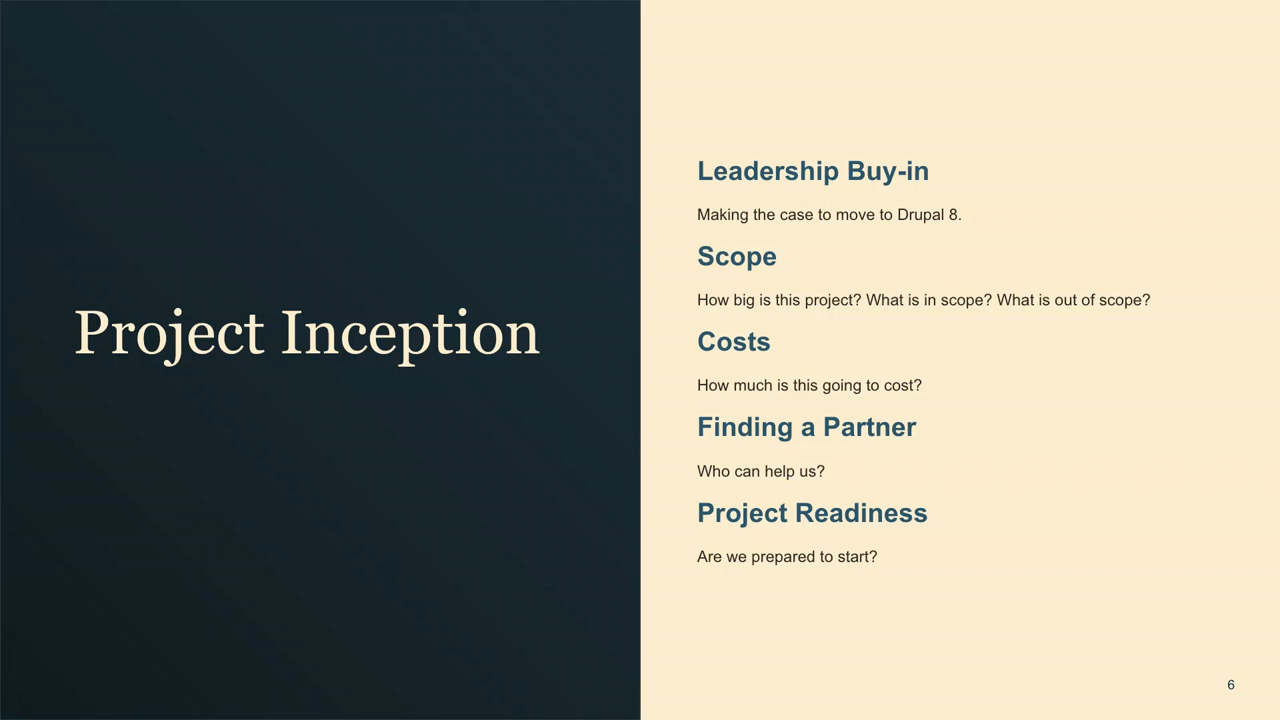 Project Inception
Leadership Buy-in
Making the case to move to Drupal 8.
Scope
How big is this project? What is in scope? What is out of scope?
Costs
How much is this going to cost?
Finding a Partner
Who can help us?
Project Readiness
Are we prepared to start?
6